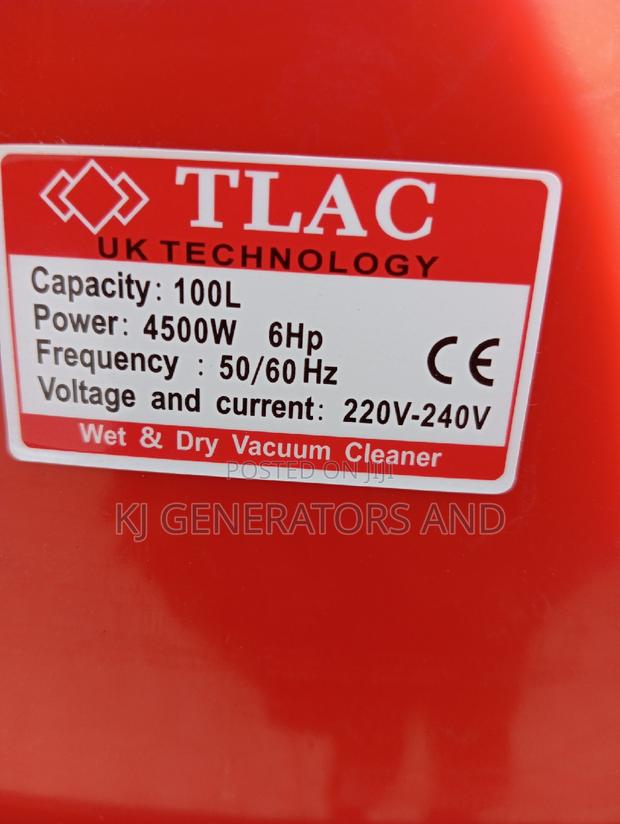 TLAC
UK TECHNOLOGY
Capacity: 100L
Power: 4500W 6Hp
Frequency : 50/60 Hz
Voltage and current: 220V-240V
CE
Wet & Dry Vacuum Cleaner
POSTED ON JIJI
KJ GENERATORS AND